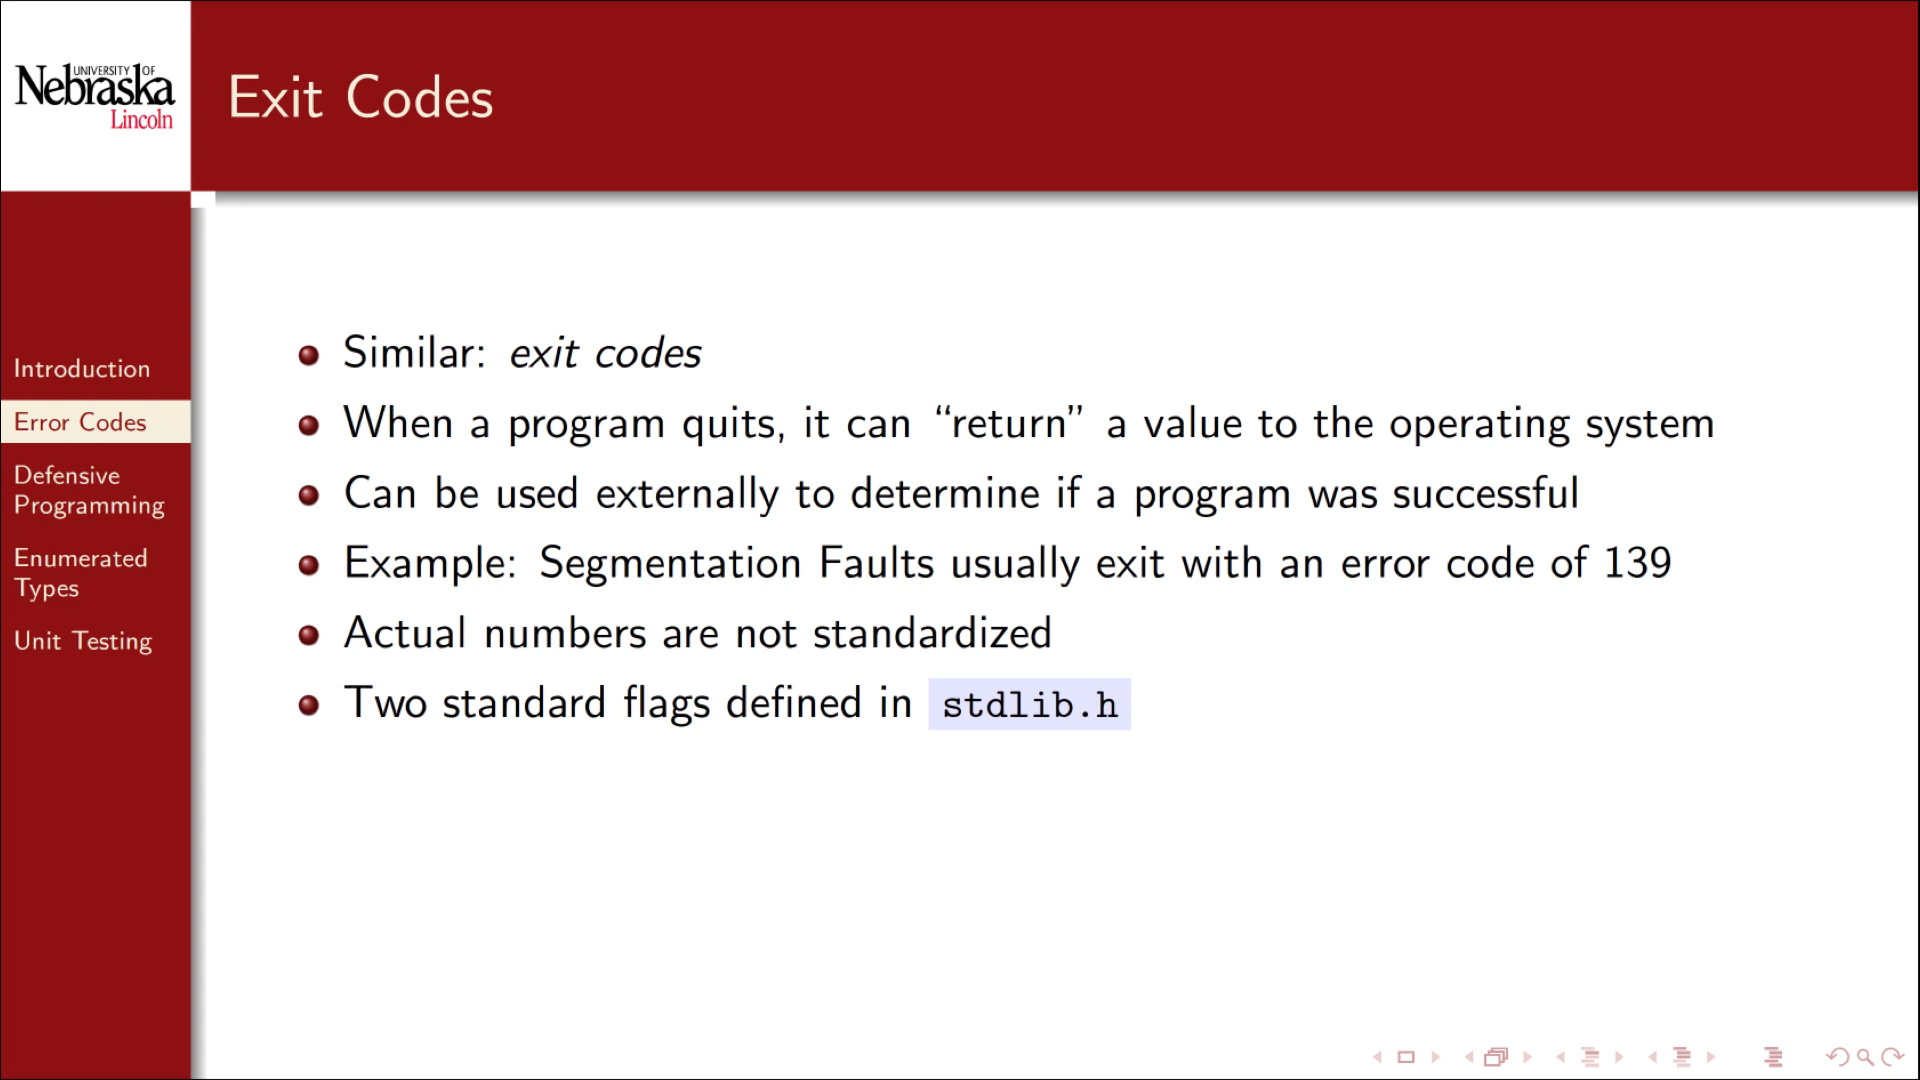 UNIVERSITY OF
Nebraska
Lincoln
Exit Codes
Introduction
Error Codes
Defensive
Programming
Enumerated
Types
Unit Testing
Similar: exit codes
When a program quits, it can “return” a value to the operating system
Can be used externally to determine if a program was successful
Example: Segmentation Faults usually exit with an error code of 139
Actual numbers are not standardized
Two standard flags defined in stdlib.h